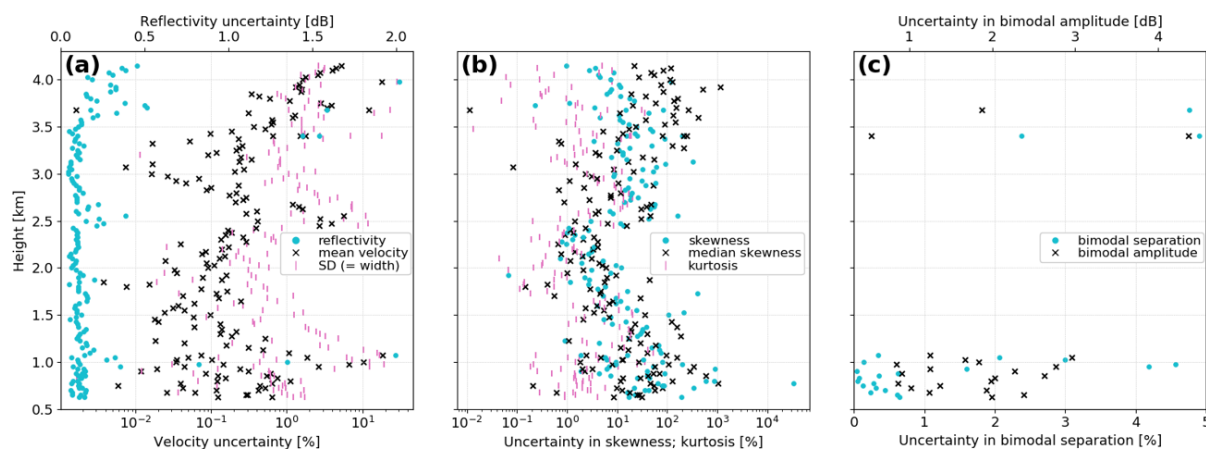 Reflectivity uncertainty [dB]
0.0 0.5 1.0 1.5 2.0
(a)
Height [km]
4.0
3.5
3.0
2.5
2.0
1.5
1.0
0.5
reflectivity
mean velocity
SD (= width)
10⁻² 10⁻¹ 10⁰ 10¹
Velocity uncertainty [%]
(b)
skewness
median skewness
kurtosis
10⁻² 10⁻¹ 10⁰ 10¹ 10² 10³ 10⁴
Uncertainty in skewness; kurtosis [%]
Uncertainty in bimodal amplitude [dB]
1 2 3 4
(c)
bimodal separation
bimodal amplitude
0 1 2 3 4 5
Uncertainty in bimodal separation [%]